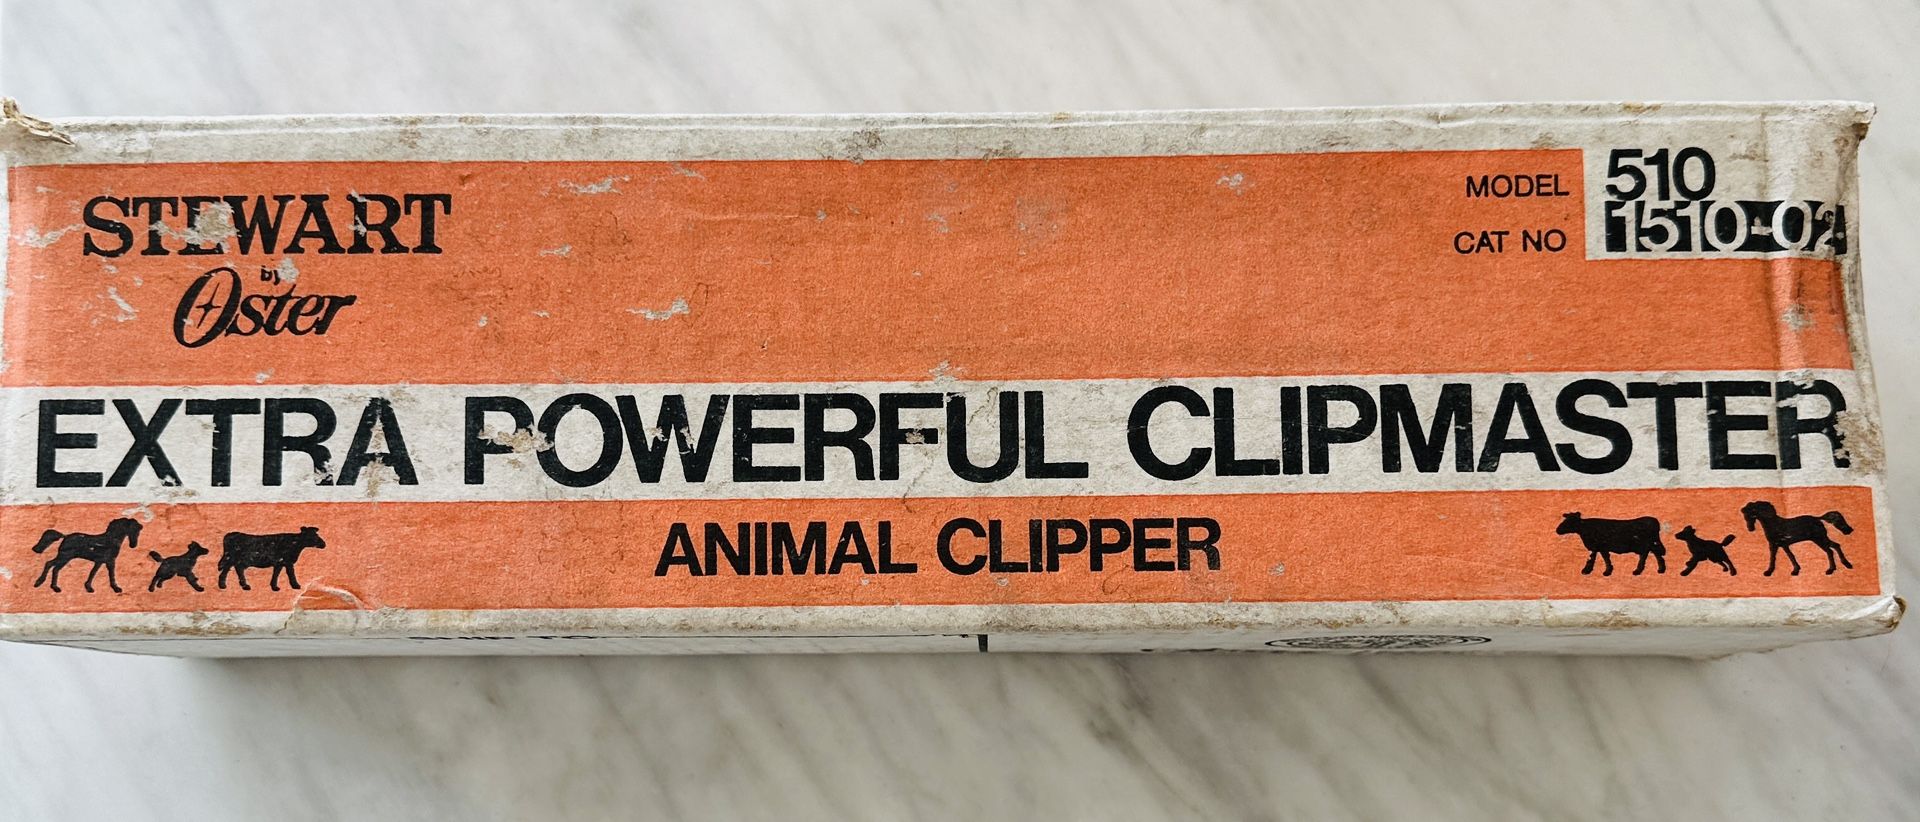 STEWART
by
Oster
MODEL 510
CAT NO 1510-02
EXTRA POWERFUL CLIPMASTER
ANIMAL CLIPPER